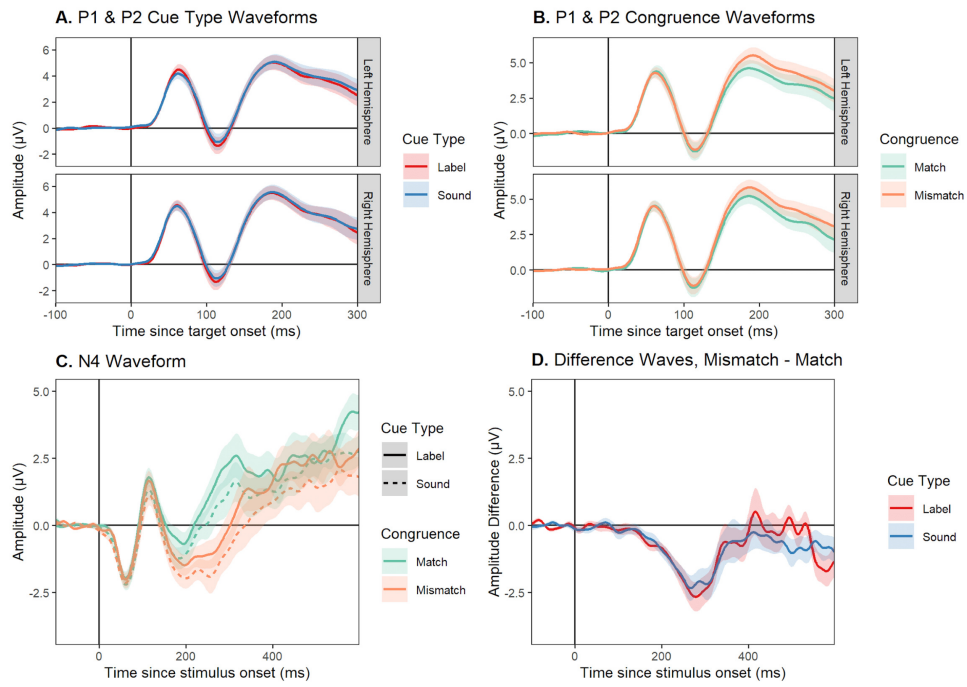 A. P1 & P2 Cue Type Waveforms
Amplitude (µV)
6
4
2
0
-2
Left Hemisphere
6
4
2
0
-2
Right Hemisphere
-100
0
100
200
300
Time since target onset (ms)
Cue Type
Label
Sound
B. P1 & P2 Congruence Waveforms
Amplitude (µV)
5.0
2.5
0.0
Left Hemisphere
5.0
2.5
0.0
Right Hemisphere
-100
0
100
200
300
Time since target onset (ms)
Congruence
Match
Mismatch
C. N4 Waveform
Amplitude (µV)
5.0
2.5
0.0
-2.5
0
200
400
Time since stimulus onset (ms)
Cue Type
Label
Sound
Congruence
Match
Mismatch
D. Difference Waves, Mismatch - Match
Amplitude Difference (µV)
5.0
2.5
0.0
-2.5
0
200
400
Time since stimulus onset (ms)
Cue Type
Label
Sound